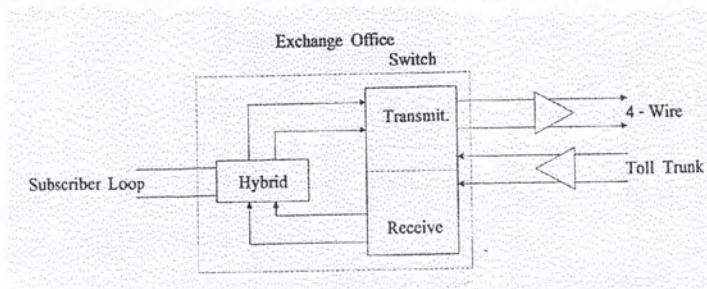 Exchange Office
Switch
Transmit.
4 - Wire
Subscriber Loop
Hybrid
Toll Trunk
Receive